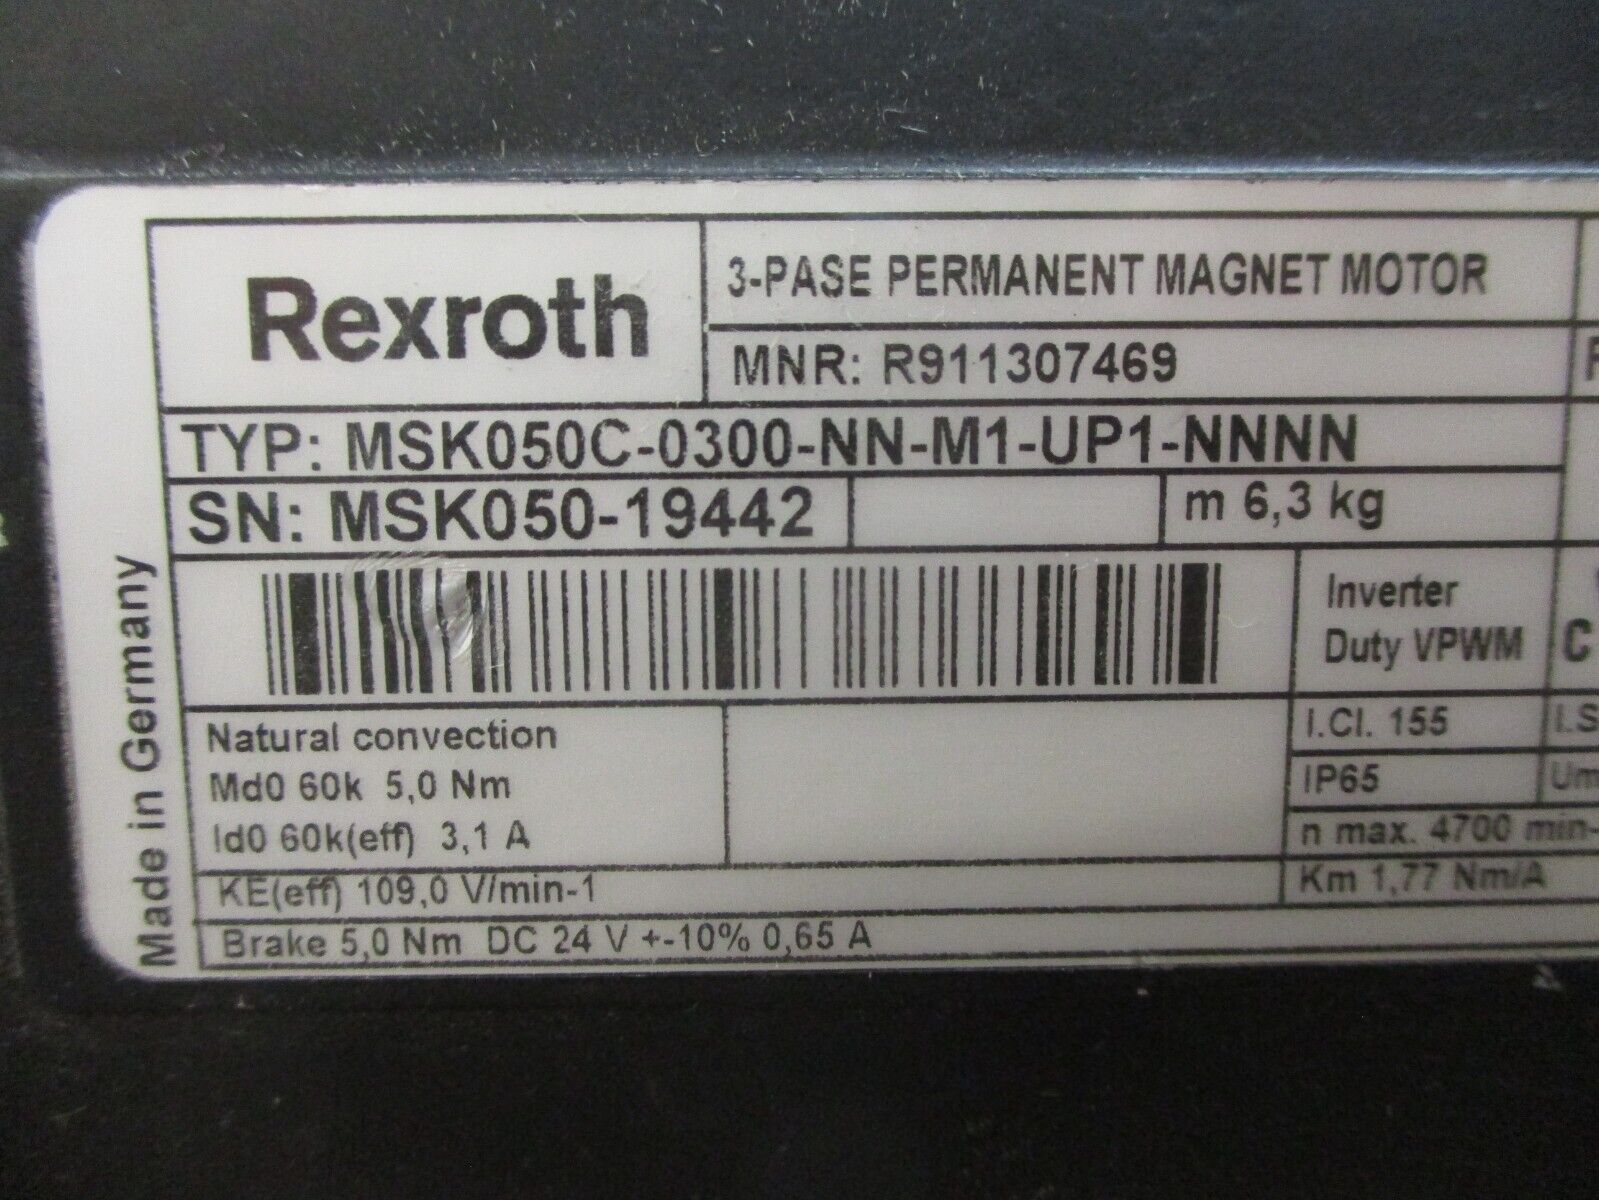 Rexroth
3-PASE PERMANENT MAGNET MOTOR
MNR: R911307469
TYP: MSK050C-0300-NN-M1-UP1-NNNN
SN: MSK050-19442
m 6,3 kg
Made in Germany
Inverter
Duty VPWM
C
Natural convection
Md0 60k 5,0 Nm
Id0 60k(eff) 3,1 A
I.Cl. 155
I.S
IP65
Um
n max. 4700 min-
KE(eff) 109,0 V/min-1
Km 1,77 Nm/A
Brake 5,0 Nm DC 24 V +-10% 0,65 A